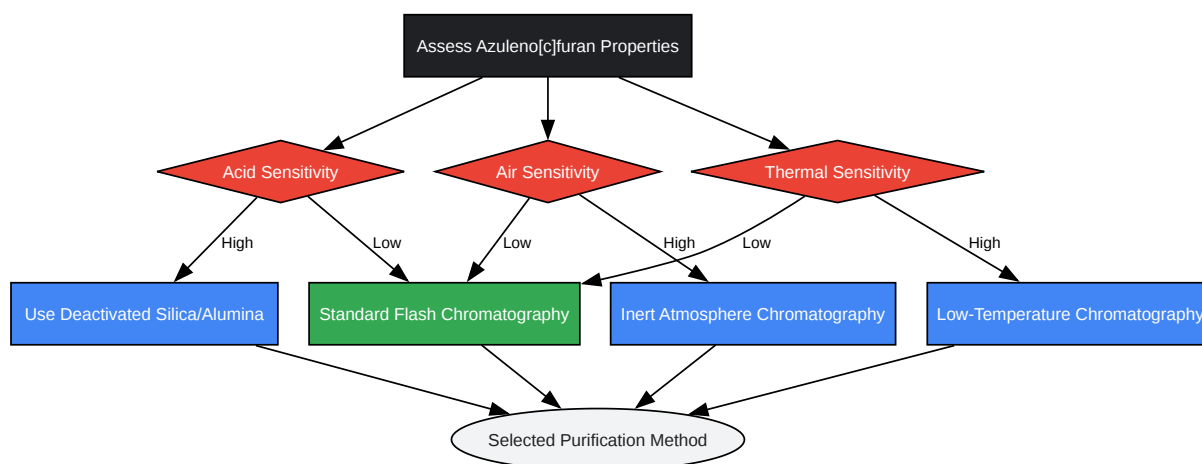 Assess Azuleno[c]furan Properties
Acid Sensitivity
Air Sensitivity
Thermal Sensitivity
High
Low
Low
High
Low
High
Use Deactivated Silica/Alumina
Standard Flash Chromatography
Inert Atmosphere Chromatography
Low-Temperature Chromatography
Selected Purification Method